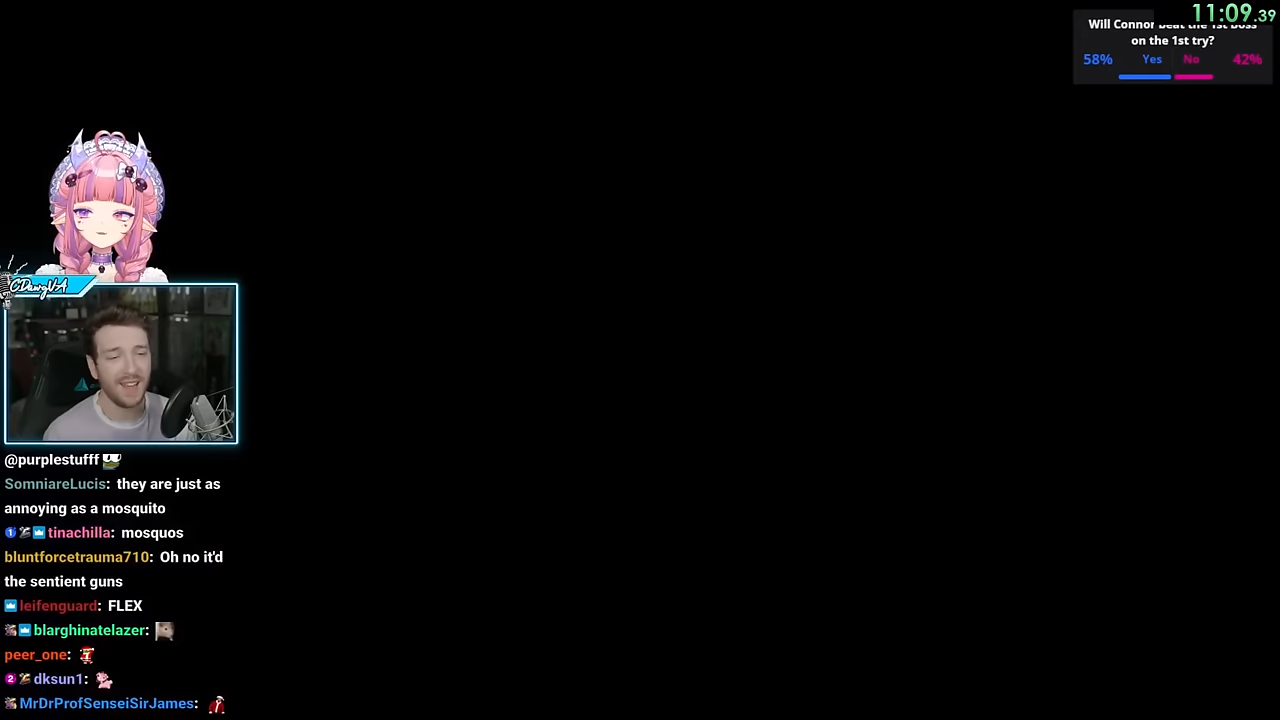 11:09.39
Will Connor beat the 1st Boss
on the 1st try?
58% Yes No 42%
CDawgVA
@purplestufff
SomniareLucis: they are just as
annoying as a mosquito
tinachilla: mosquos
bluntforcetrauma710: Oh no it'd
the sentient guns
leifenguard: FLEX
blarghinatelazer:
peer_one:
dksun1:
MrDrProfSenseiSirJames: